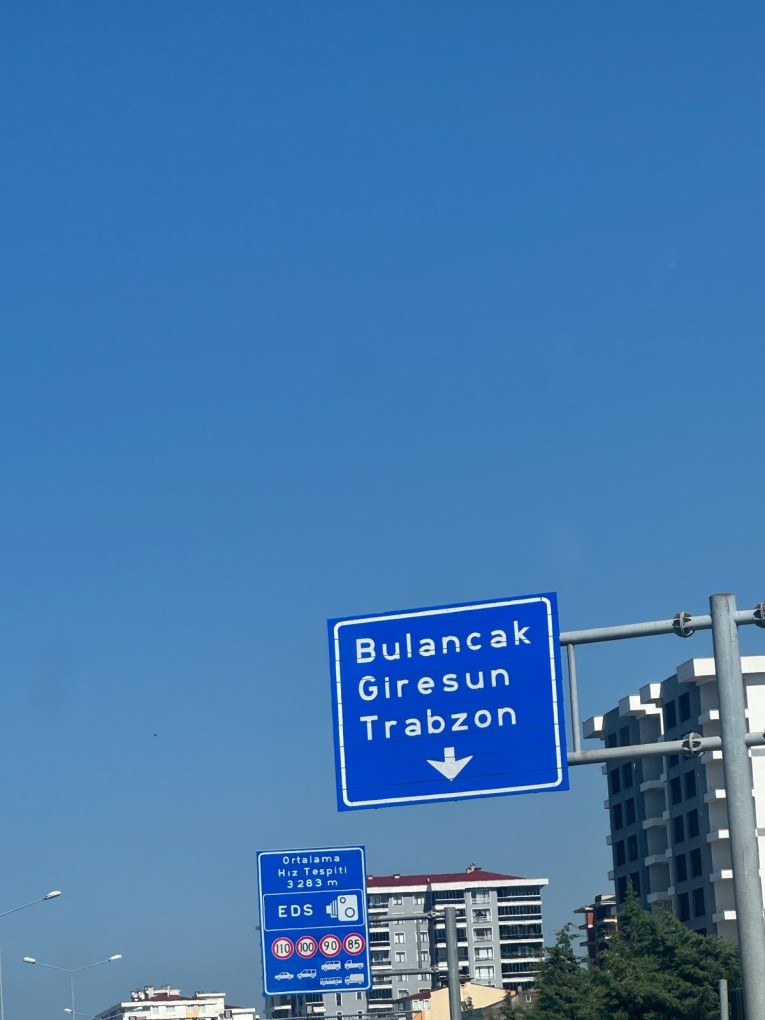 Bulancak
Giresun
Trabzon
Ortalama
Hız Tespiti
3283 m
EDS
110 100 90 85